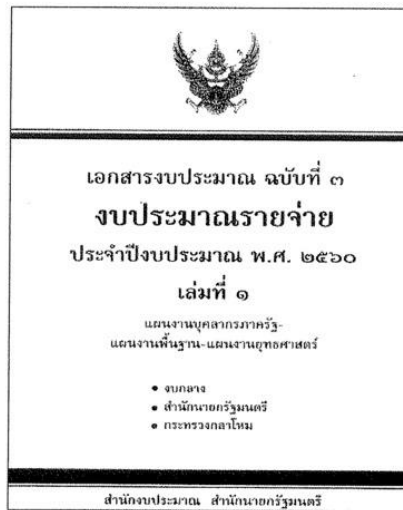 เอกสารงบประมาณ ฉบับที่ ๓
งบประมาณรายจ่าย
ประจำปีงบประมาณ พ.ศ. ๒๕๖๐
เล่มที่ ๑
แผนงานบุคลากรภาครัฐ-
แผนงานพื้นฐาน-แผนงานยุทธศาสตร์
• งบกลาง
• สำนักนายกรัฐมนตรี
• กระทรวงกลาโหม
สำนักงบประมาณ สำนักนายกรัฐมนตรี